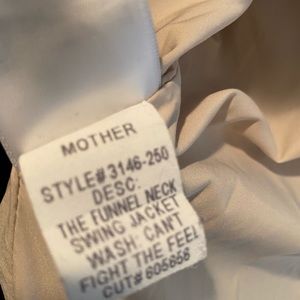 MOTHER
STYLE# 3146-250
DESC:
THE FUNNEL NECK
SWING JACKET
WASH: CAN'T
FIGHT THE FEEL
CUT# 605656